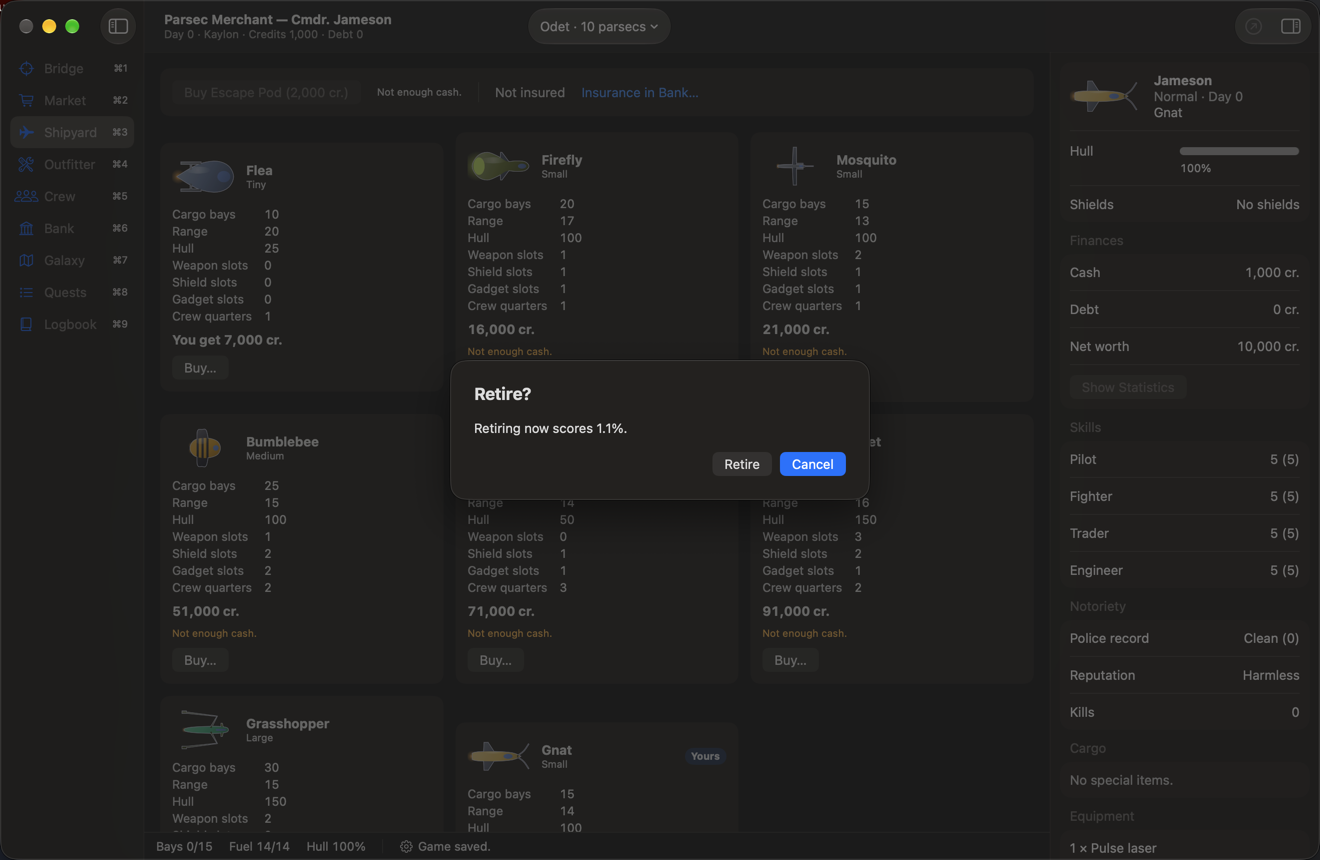 Parsec Merchant — Cmdr. Jameson
Day 0 · Kaylon · Credits 1,000 · Debt 0
Odet · 10 parsecs
Bridge ⌘1
Market ⌘2
Shipyard ⌘3
Outfitter ⌘4
Crew ⌘5
Bank ⌘6
Galaxy ⌘7
Quests ⌘8
Logbook ⌘9
Buy Escape Pod (2,000 cr.) Not enough cash. Not insured Insurance in Bank...
Flea
Tiny
Cargo bays 10
Range 20
Hull 25
Weapon slots 0
Shield slots 0
Gadget slots 0
Crew quarters 1
You get 7,000 cr.
Buy...
Firefly
Small
Cargo bays 20
Range 17
Hull 100
Weapon slots 1
Shield slots 1
Gadget slots 1
Crew quarters 1
16,000 cr.
Not enough cash.
Mosquito
Small
Cargo bays 15
Range 13
Hull 100
Weapon slots 2
Shield slots 1
Gadget slots 1
Crew quarters 1
21,000 cr.
Not enough cash.
Retire?
Retiring now scores 1.1%.
Retire Cancel
Bumblebee
Medium
Cargo bays 25
Range 15
Hull 100
Weapon slots 1
Shield slots 2
Gadget slots 2
Crew quarters 2
51,000 cr.
Not enough cash.
Buy...
Range 14
Hull 50
Weapon slots 0
Shield slots 1
Gadget slots 1
Crew quarters 3
71,000 cr.
Not enough cash.
Buy...
et
Range 16
Hull 150
Weapon slots 3
Shield slots 2
Gadget slots 1
Crew quarters 2
91,000 cr.
Not enough cash.
Buy...
Grasshopper
Large
Cargo bays 30
Range 15
Hull 150
Weapon slots 2
Gnat
Small
Yours
Cargo bays 15
Range 14
Hull 100
Bays 0/15 Fuel 14/14 Hull 100% Game saved.
Jameson
Normal · Day 0
Gnat
Hull
100%
Shields No shields
Finances
Cash 1,000 cr.
Debt 0 cr.
Net worth 10,000 cr.
Show Statistics
Skills
Pilot 5 (5)
Fighter 5 (5)
Trader 5 (5)
Engineer 5 (5)
Notoriety
Police record Clean (0)
Reputation Harmless
Kills 0
Cargo
No special items.
Equipment
1 × Pulse laser